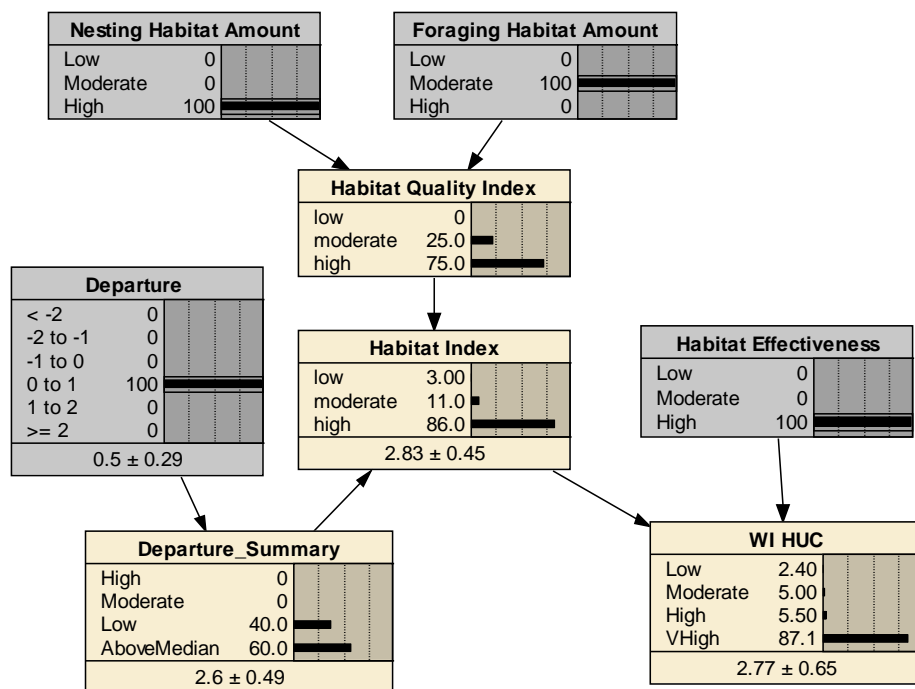 Nesting Habitat Amount
Low 0
Moderate 0
High 100
Foraging Habitat Amount
Low 0
Moderate 100
High 0
Habitat Quality Index
low 0
moderate 25.0
high 75.0
Departure
< -2 0
-2 to -1 0
-1 to 0 0
0 to 1 100
1 to 2 0
>= 2 0
0.5 ± 0.29
Habitat Index
low 3.00
moderate 11.0
high 86.0
2.83 ± 0.45
Habitat Effectiveness
Low 0
Moderate 0
High 100
Departure_Summary
High 0
Moderate 0
Low 40.0
AboveMedian 60.0
2.6 ± 0.49
WI HUC
Low 2.40
Moderate 5.00
High 5.50
VHigh 87.1
2.77 ± 0.65